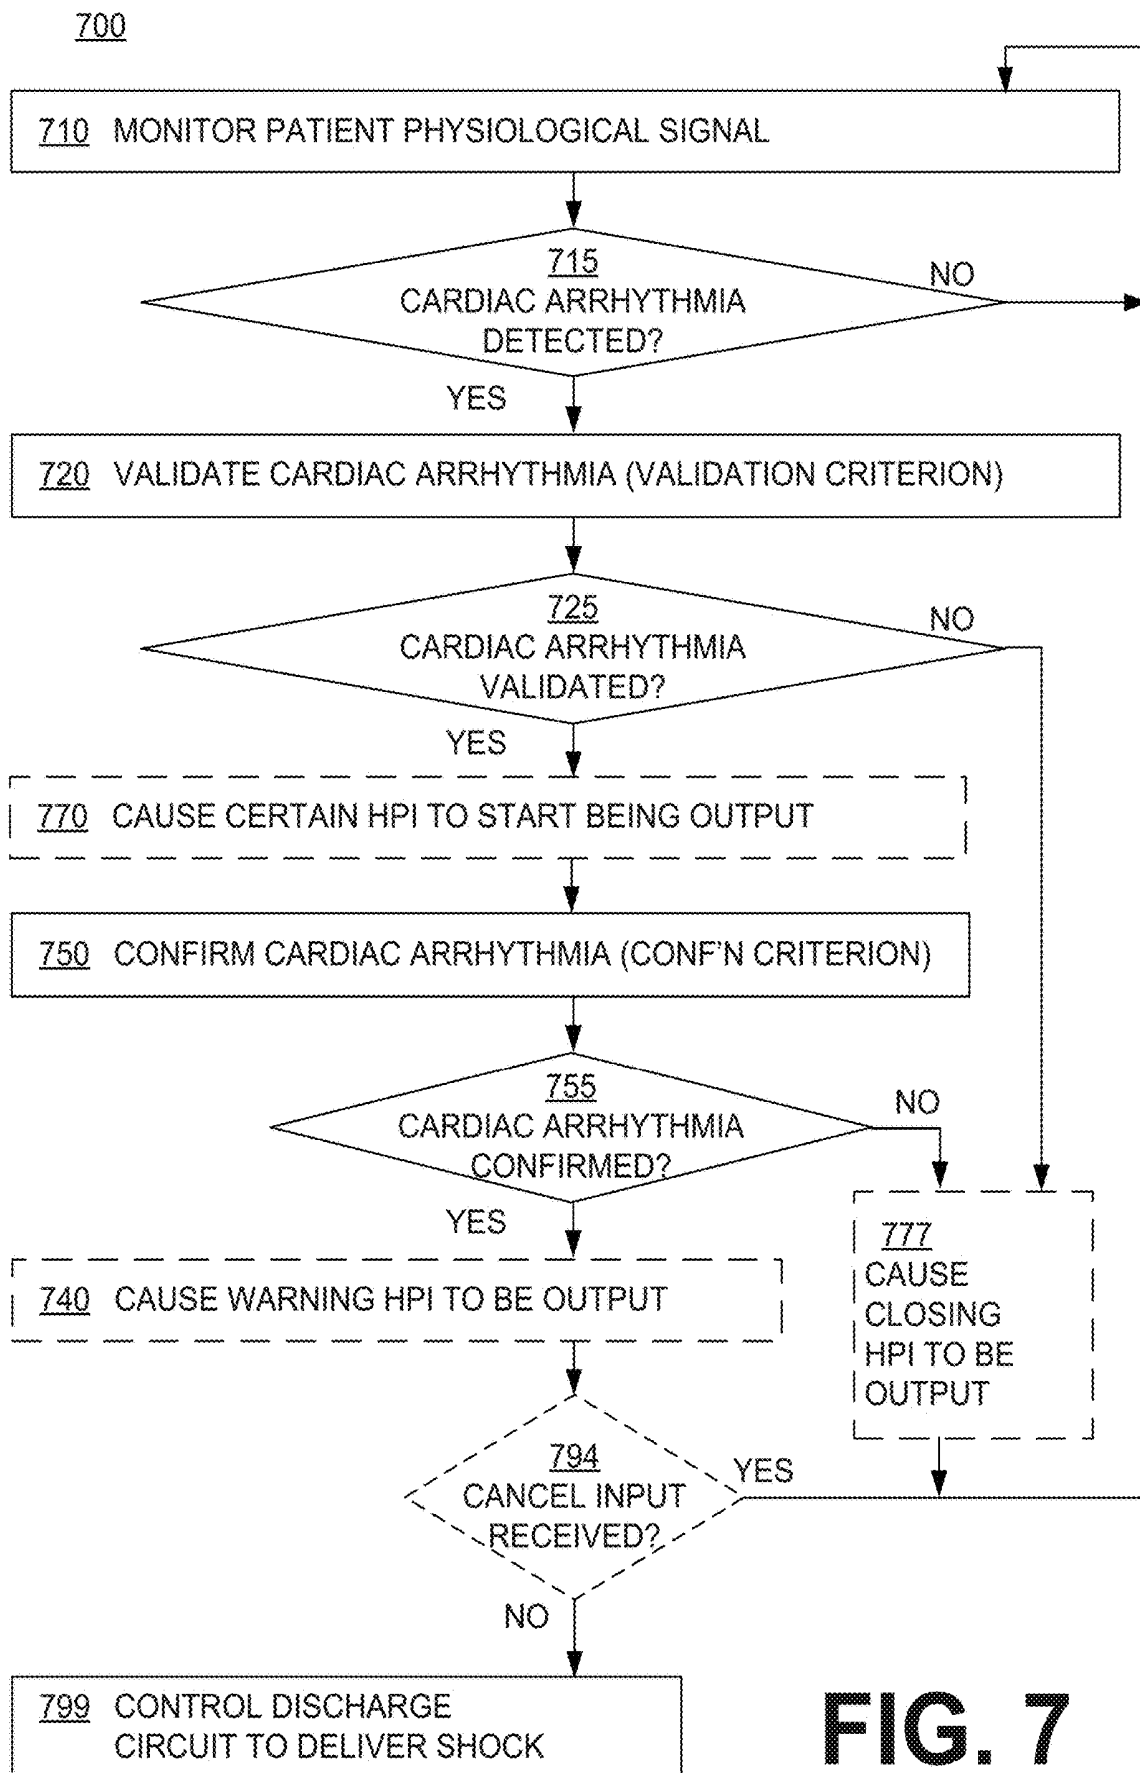 700
710 MONITOR PATIENT PHYSIOLOGICAL SIGNAL
715
CARDIAC ARRHYTHMIA
DETECTED?
NO
YES
720 VALIDATE CARDIAC ARRHYTHMIA (VALIDATION CRITERION)
725
CARDIAC ARRHYTHMIA
VALIDATED?
NO
YES
770 CAUSE CERTAIN HPI TO START BEING OUTPUT
750 CONFIRM CARDIAC ARRHYTHMIA (CONF'N CRITERION)
755
CARDIAC ARRHYTHMIA
CONFIRMED?
NO
YES
777
CAUSE
CLOSING
HPI TO BE
OUTPUT
740 CAUSE WARNING HPI TO BE OUTPUT
794
CANCEL INPUT
RECEIVED?
YES
NO
799 CONTROL DISCHARGE
CIRCUIT TO DELIVER SHOCK
FIG. 7